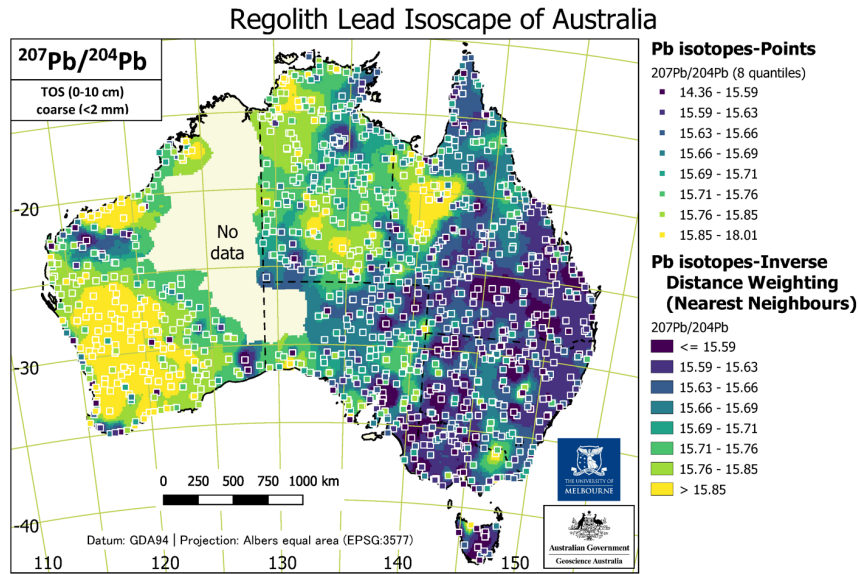 Regolith Lead Isoscape of Australia
207Pb/204Pb
TOS (0-10 cm)
coarse (<2 mm)
No
data
-20
-30
-40
110
120
130
140
150
0 250 500 750 1000 km
Datum: GDA94 | Projection: Albers equal area (EPSG:3577)
THE UNIVERSITY OF
MELBOURNE
Australian Government
Geoscience Australia
Pb isotopes-Points
207Pb/204Pb (8 quantiles)
14.36 - 15.59
15.59 - 15.63
15.63 - 15.66
15.66 - 15.69
15.69 - 15.71
15.71 - 15.76
15.76 - 15.85
15.85 - 18.01
Pb isotopes-Inverse
Distance Weighting
(Nearest Neighbours)
207Pb/204Pb
<= 15.59
15.59 - 15.63
15.63 - 15.66
15.66 - 15.69
15.69 - 15.71
15.71 - 15.76
15.76 - 15.85
> 15.85